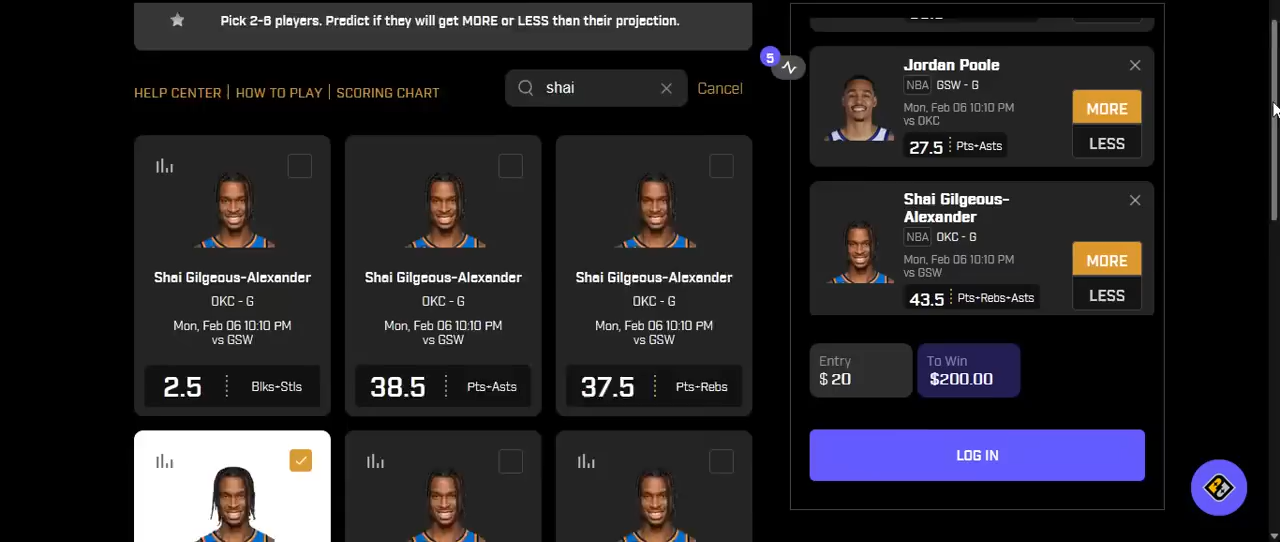 Pick 2-6 players. Predict if they will get MORE or LESS than their projection.
HELP CENTER | HOW TO PLAY | SCORING CHART
shai
Cancel
Shai Gilgeous-Alexander
OKC - G
Mon, Feb 06 10:10 PM
vs GSW
2.5 Blks+Stls
Shai Gilgeous-Alexander
OKC - G
Mon, Feb 06 10:10 PM
vs GSW
38.5 Pts+Asts
Shai Gilgeous-Alexander
OKC - G
Mon, Feb 06 10:10 PM
vs GSW
37.5 Pts+Rebs
5
Jordan Poole
NBA GSW - G
Mon, Feb 06 10:10 PM
vs OKC
27.5 Pts+Asts
MORE
LESS
Shai Gilgeous-
Alexander
NBA OKC - G
Mon, Feb 06 10:10 PM
vs GSW
43.5 Pts+Rebs+Asts
MORE
LESS
Entry
$ 20
To Win
$200.00
LOG IN